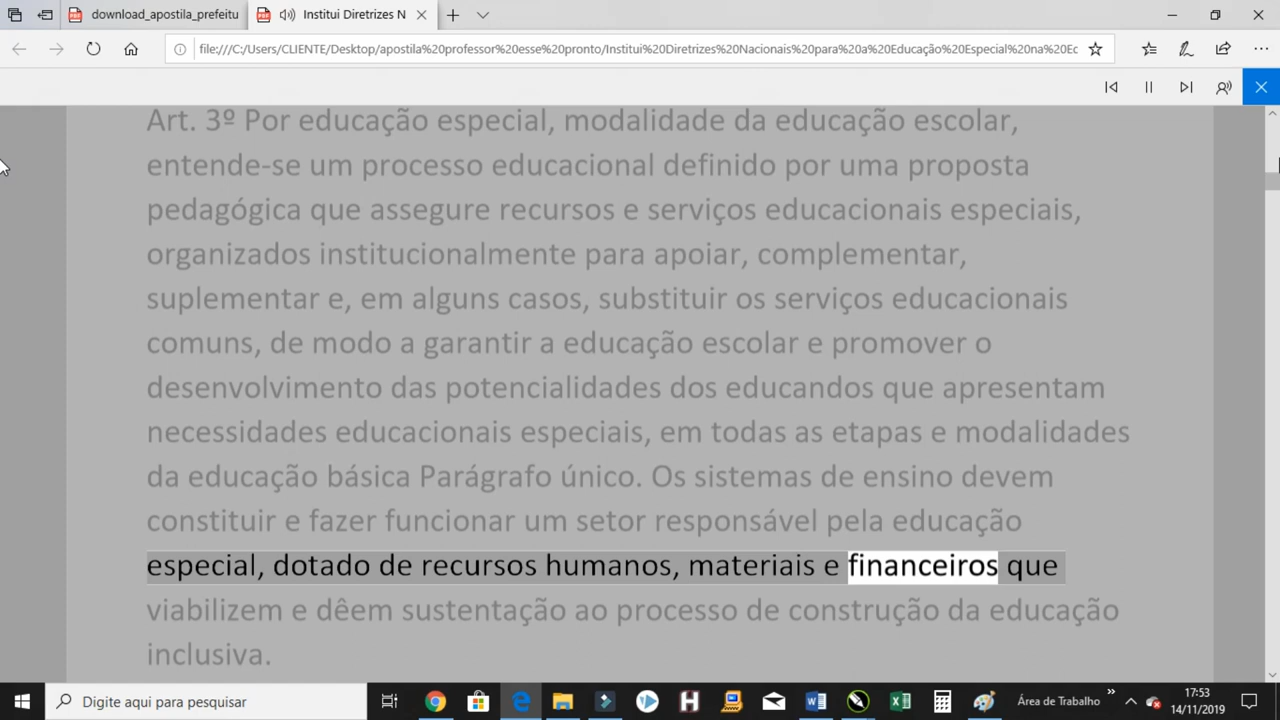 download_apostila_prefeitu
Institui Diretrizes N
file:///C:/Users/CLIENTE/Desktop/apostila%20professor%20esse%20pronto/Institui%20Diretrizes%20Nacionais%20para%20a%20Educação%20Especial%20na%20Ec
Art. 3º Por educação especial, modalidade da educação escolar,
entende-se um processo educacional definido por uma proposta
pedagógica que assegure recursos e serviços educacionais especiais,
organizados institucionalmente para apoiar, complementar,
suplementar e, em alguns casos, substituir os serviços educacionais
comuns, de modo a garantir a educação escolar e promover o
desenvolvimento das potencialidades dos educandos que apresentam
necessidades educacionais especiais, em todas as etapas e modalidades
da educação básica Parágrafo único. Os sistemas de ensino devem
constituir e fazer funcionar um setor responsável pela educação
especial, dotado de recursos humanos, materiais e financeiros que
viabilizem e dêem sustentação ao processo de construção da educação
inclusiva.
Digite aqui para pesquisar
Área de Trabalho
17:53
14/11/2019